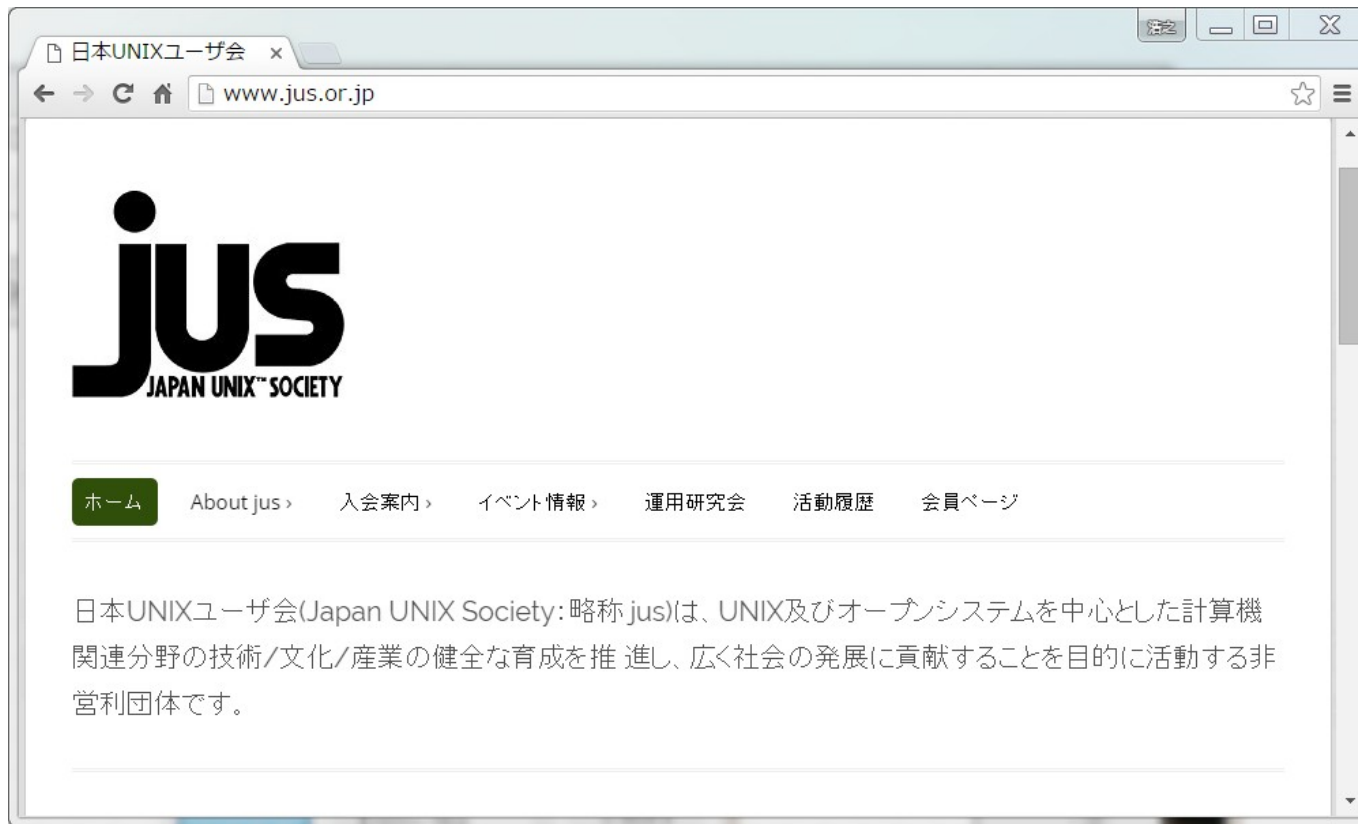 浩之
日本UNIXユーザ会
www.jus.or.jp
jus
JAPAN UNIX™ SOCIETY
ホーム About jus › 入会案内 › イベント情報 › 運用研究会 活動履歴 会員ページ
日本UNIXユーザ会(Japan UNIX Society:略称 jus)は、UNIX及びオープンシステムを中心とした計算機
関連分野の技術/文化/産業の健全な育成を推 進し、広く社会の発展に貢献することを目的に活動する非
営利団体です。